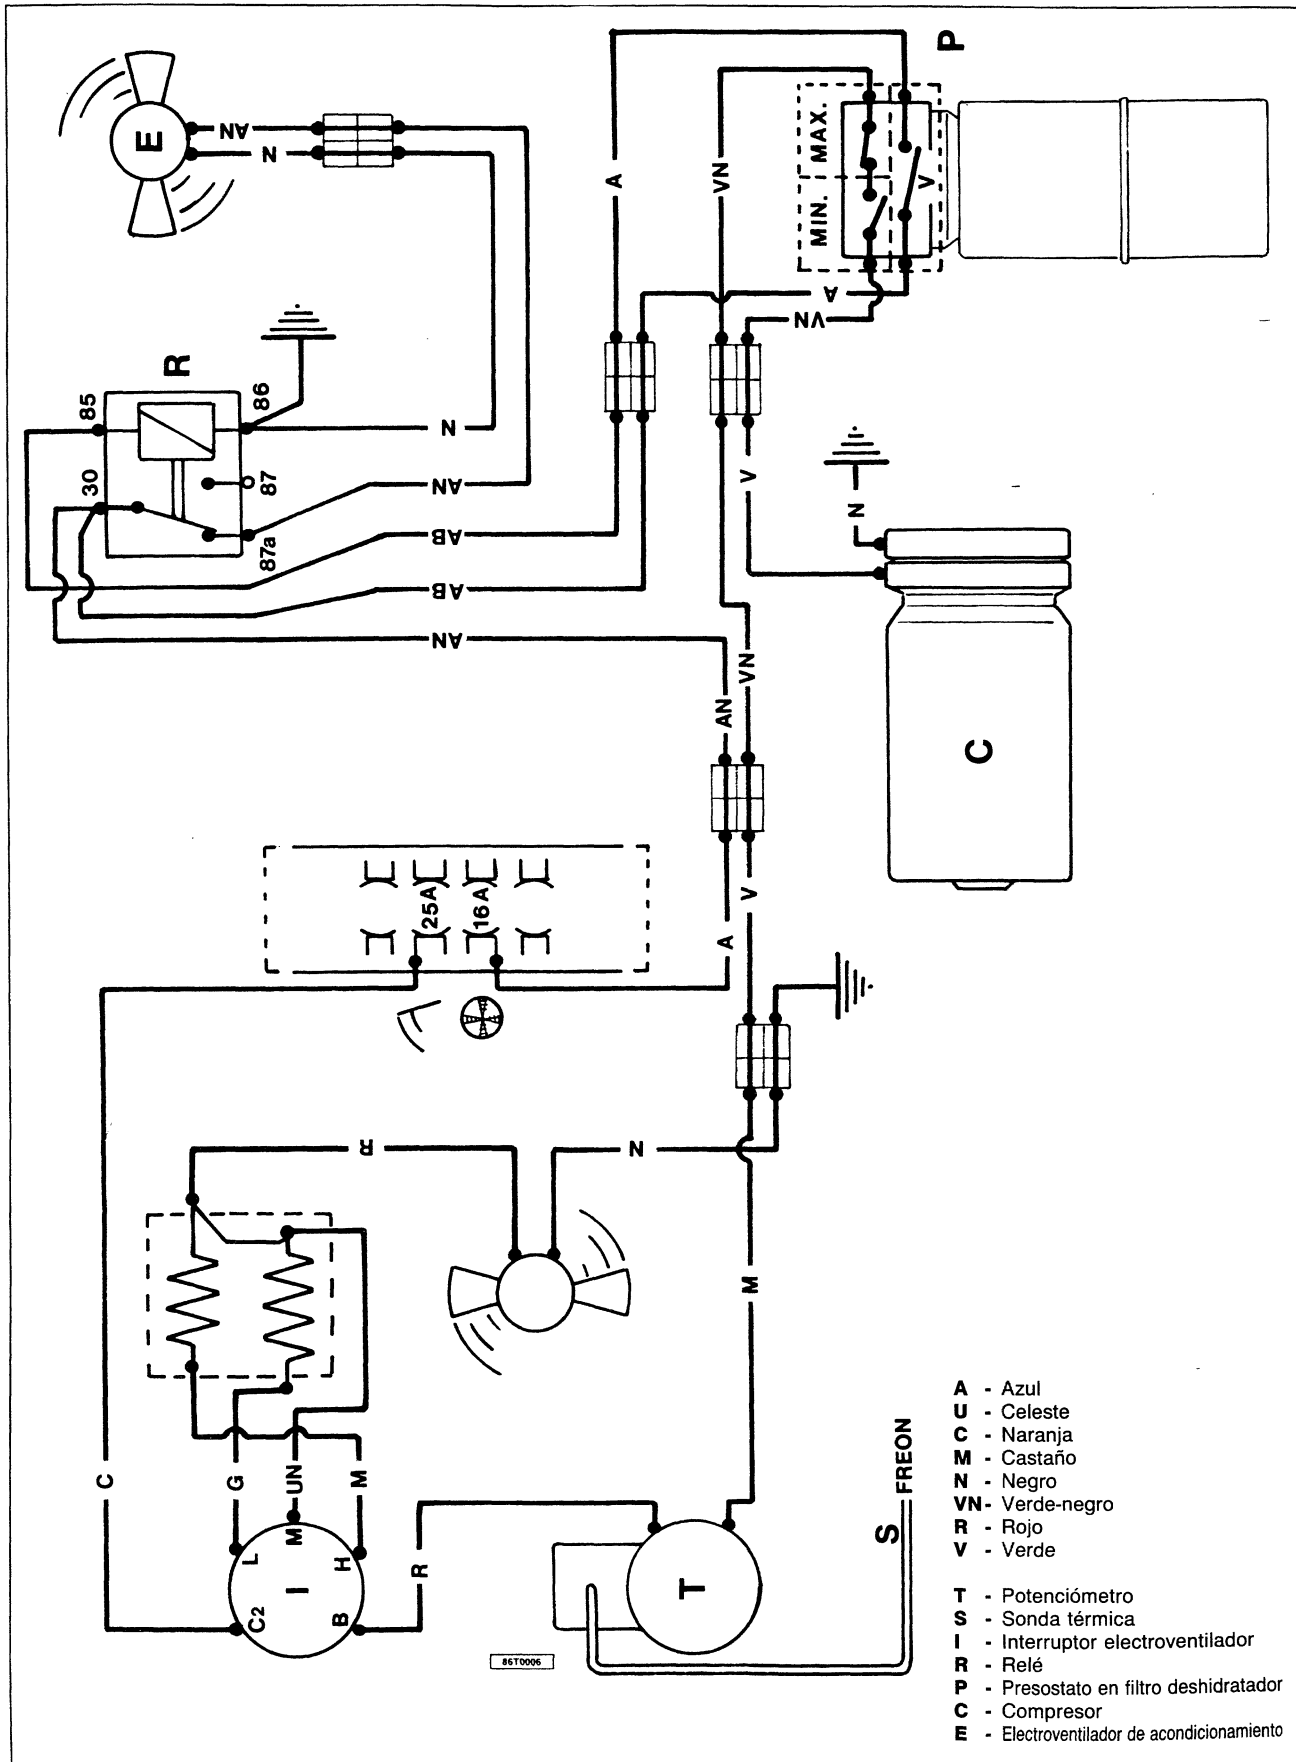 P
E
AN
N
A
VN
MAX.
MIN.
V
A
VN
R
85
86
30
87
87a
N
AN
AB
AB
AN
V
N
AN
VN
C
25A
16A
A
V
R
N
M
C
G
UN
M
L
M
H
I
C2
B
R
T
S
FREON
86T0006
A - Azul
U - Celeste
C - Naranja
M - Castaño
N - Negro
VN - Verde-negro
R - Rojo
V - Verde
T - Potenciómetro
S - Sonda térmica
I - Interruptor electroventilador
R - Relé
P - Presostato en filtro deshidratador
C - Compresor
E - Electroventilador de acondicionamiento